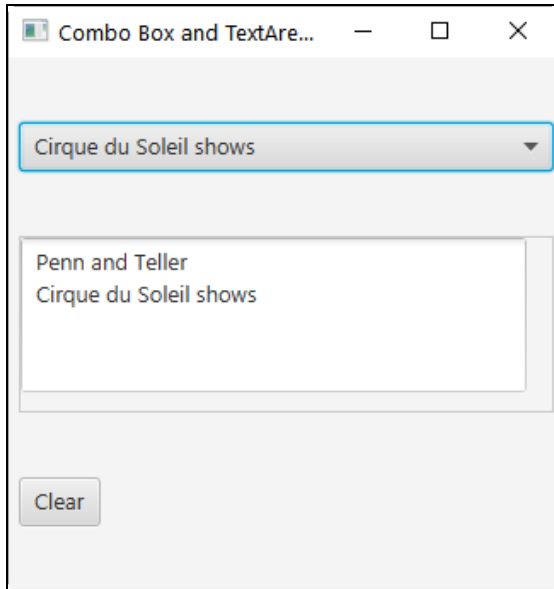 Combo Box and TextAre...
Cirque du Soleil shows
Penn and Teller
Cirque du Soleil shows
Clear